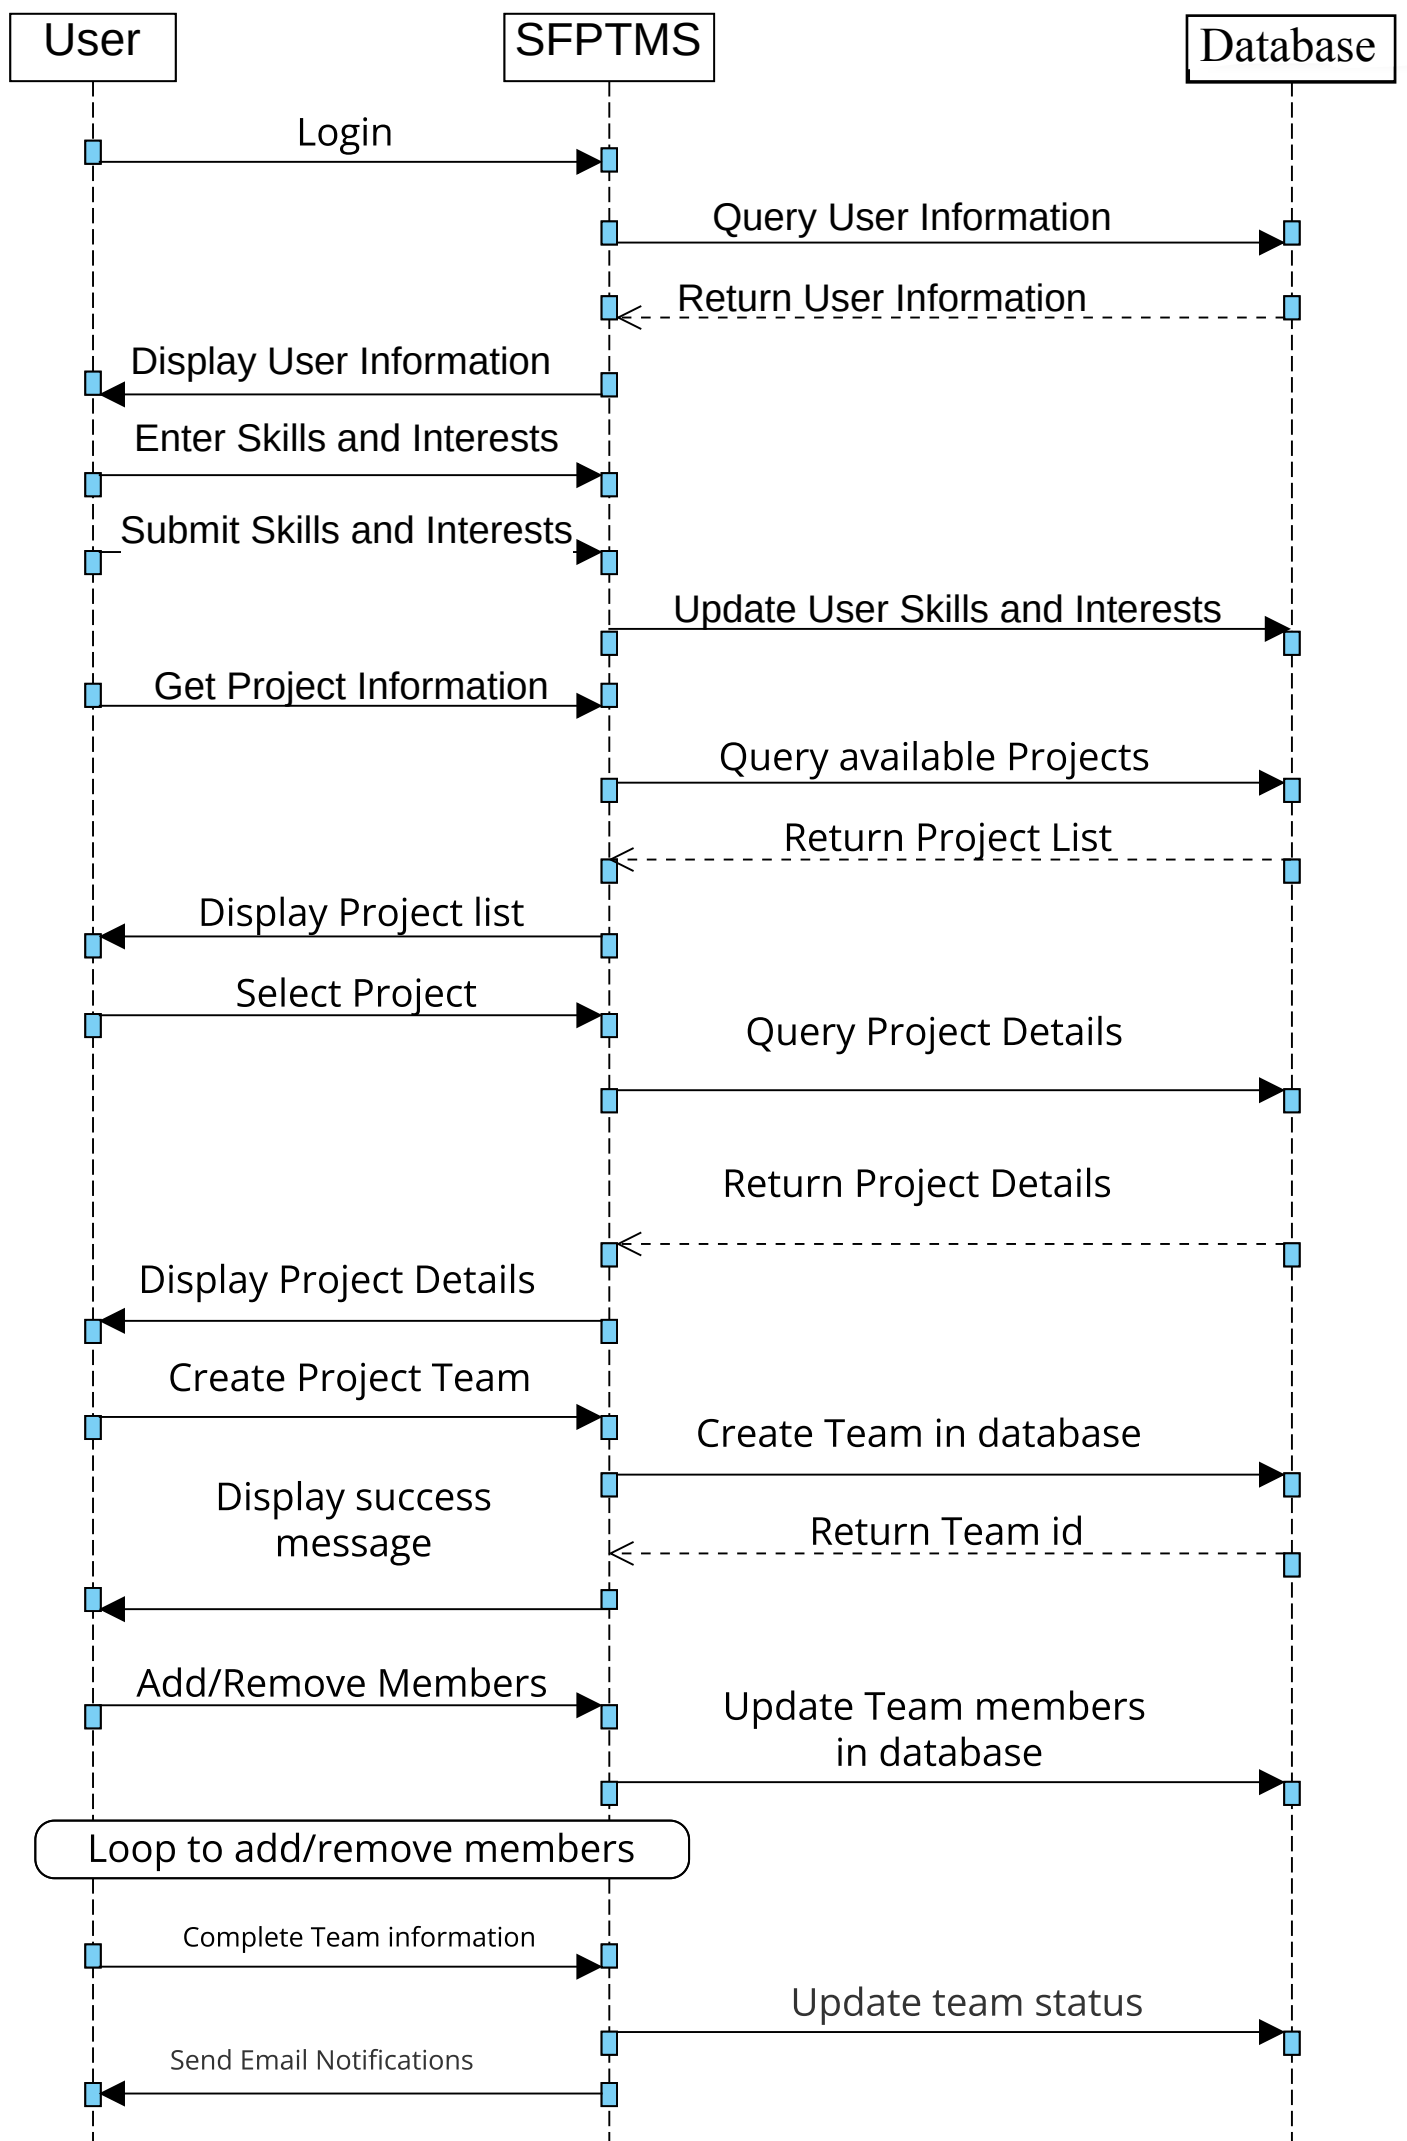 User
SFPTMS
Database
Login
Query User Information
Return User Information
Display User Information
Enter Skills and Interests
Submit Skills and Interests
Update User Skills and Interests
Get Project Information
Query available Projects
Return Project List
Display Project list
Select Project
Query Project Details
Return Project Details
Display Project Details
Create Project Team
Create Team in database
Display success
message
Return Team id
Add/Remove Members
Update Team members
in database
Loop to add/remove members
Complete Team information
Update team status
Send Email Notifications